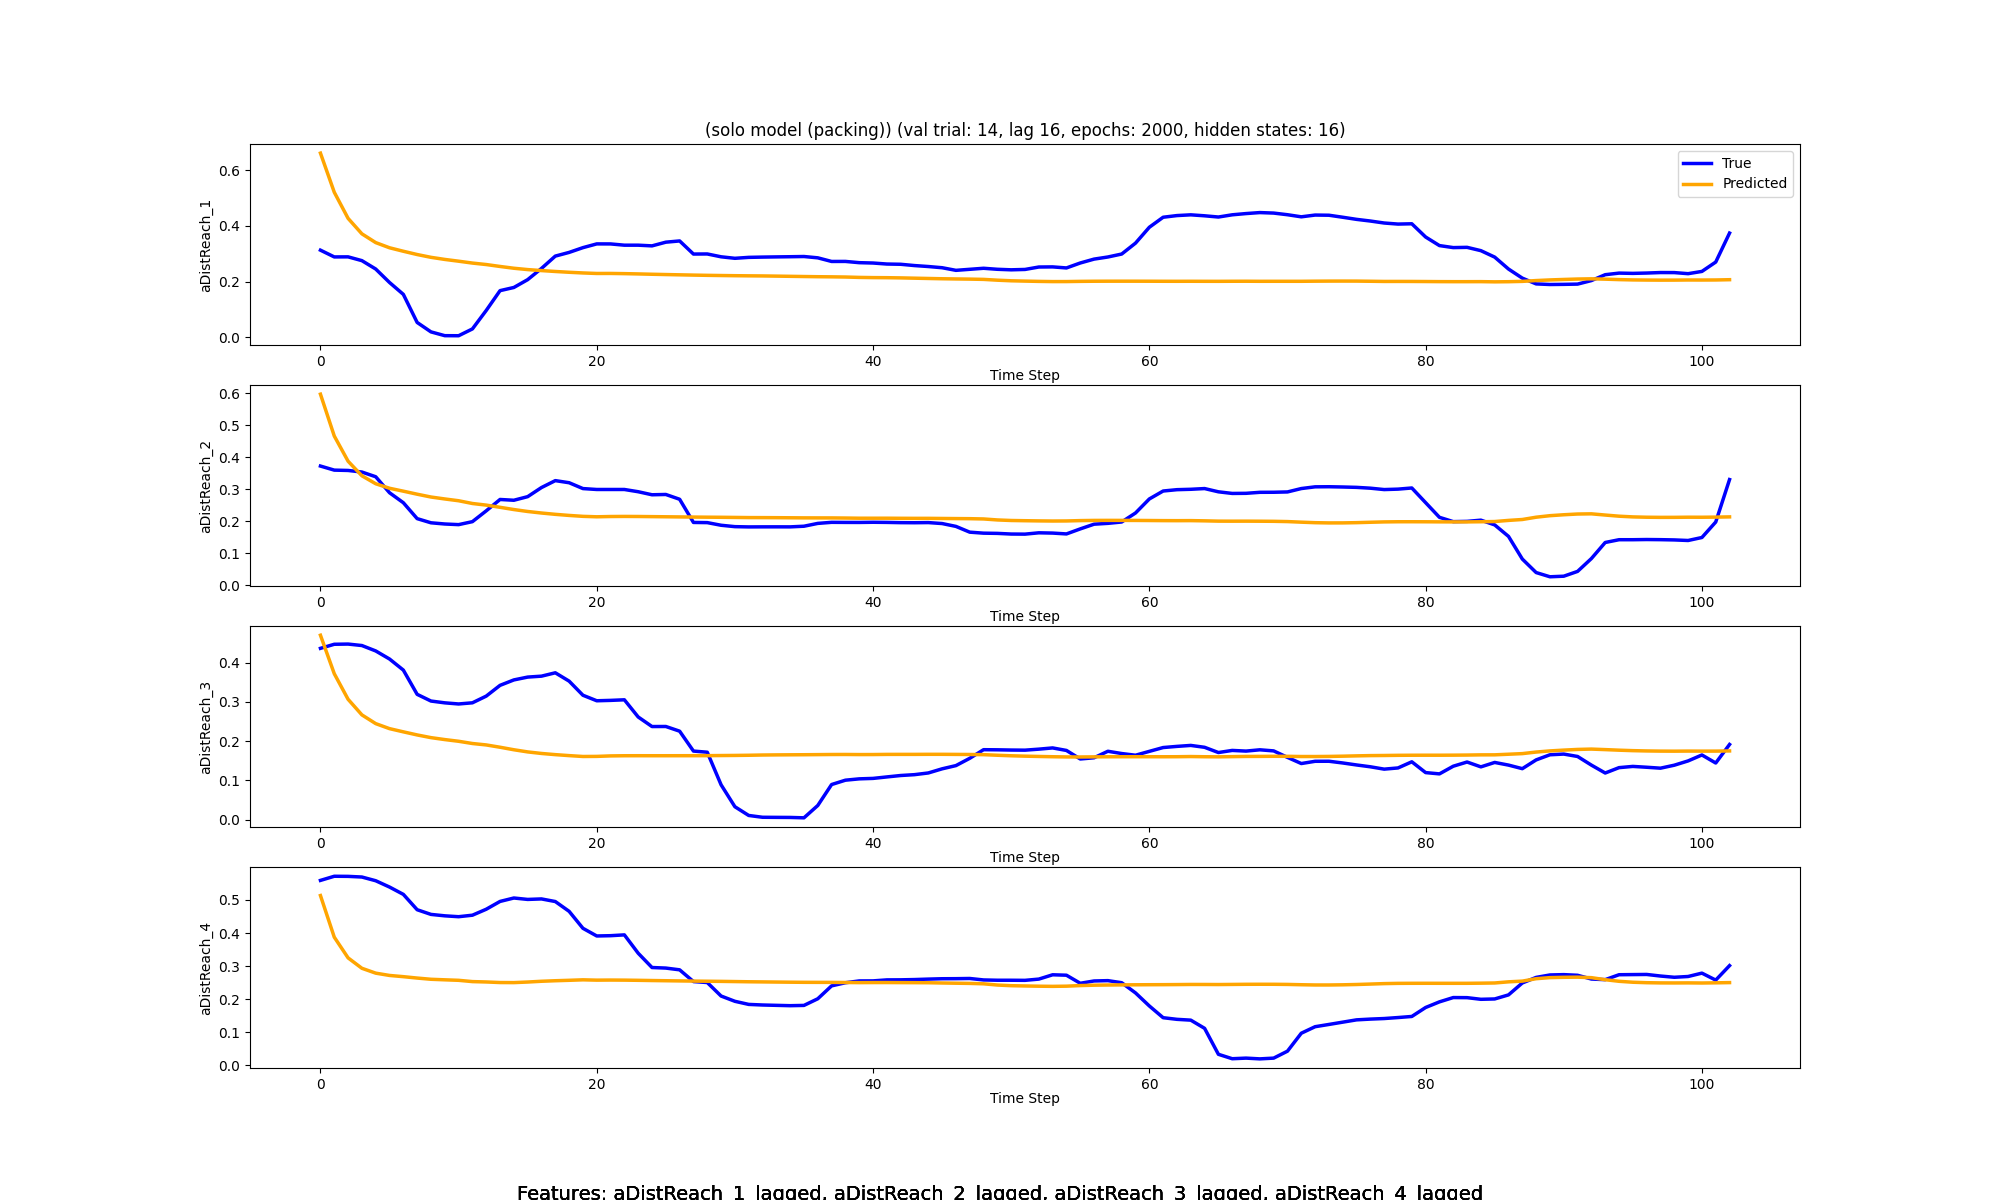 (solo model (packing)) (val trial: 14, lag 16, epochs: 2000, hidden states: 16)
True
Predicted
aDistReach_1
0.6
0.4
0.2
0.0
0 20 40 60 80 100
Time Step
aDistReach_2
0.6
0.5
0.4
0.3
0.2
0.1
0.0
0 20 40 60 80 100
Time Step
aDistReach_3
0.4
0.3
0.2
0.1
0.0
0 20 40 60 80 100
Time Step
aDistReach_4
0.5
0.4
0.3
0.2
0.1
0.0
0 20 40 60 80 100
Time Step
Features: aDistReach_1_lagged, aDistReach_2_lagged, aDistReach_3_lagged, aDistReach_4_lagged